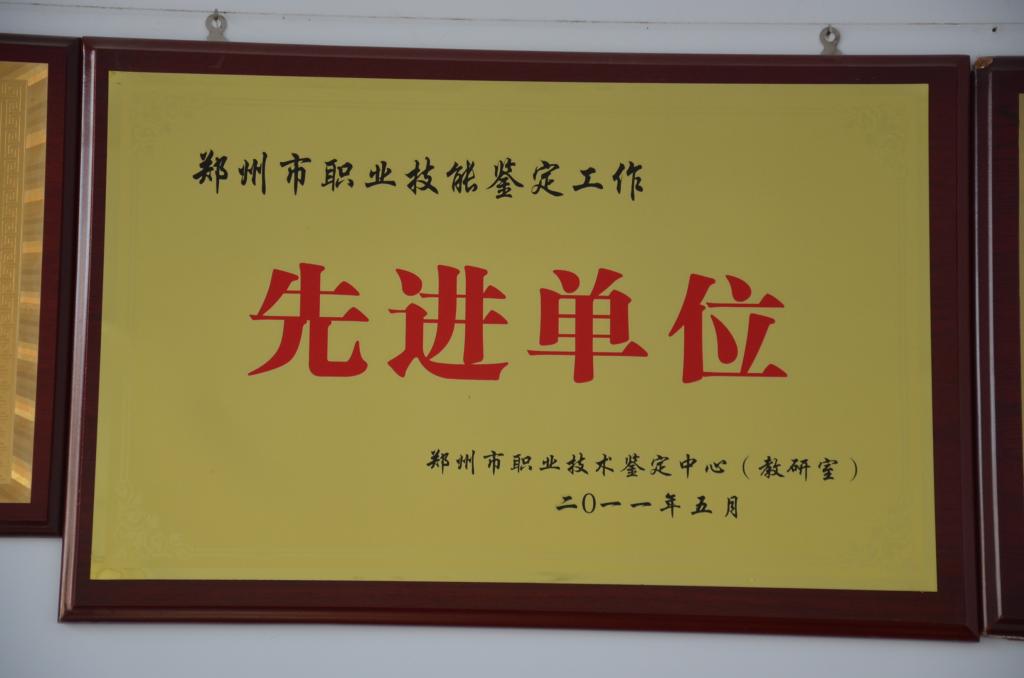 郑州市职业技能鉴定工作
先进单位
郑州市职业技术鉴定中心（教研室）
二〇一一年五月